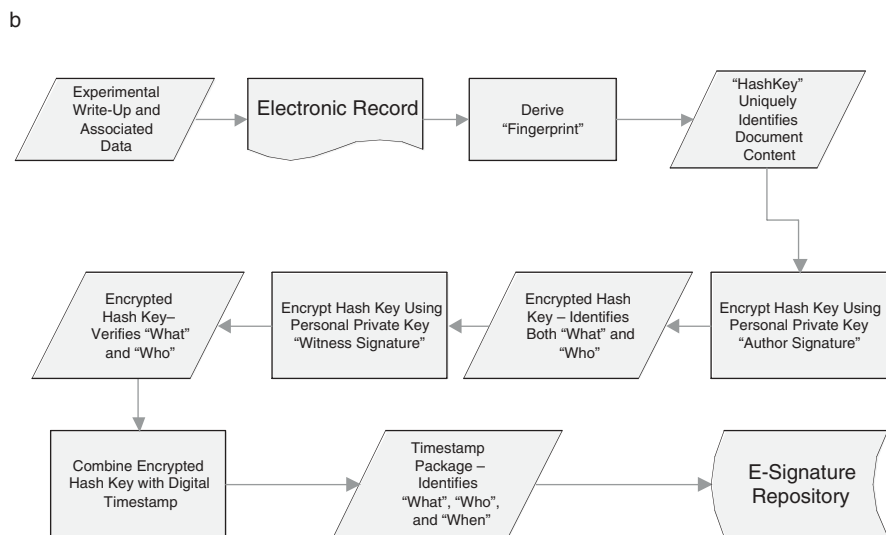 b
Experimental
Write-Up and
Associated
Data
Electronic Record
Derive
“Fingerprint”
“HashKey”
Uniquely
Identifies
Document
Content
Encrypt Hash Key Using
Personal Private Key
“Author Signature”
Encrypted Hash
Key – Identifies
Both “What” and
“Who”
Encrypt Hash Key Using
Personal Private Key
“Witness Signature”
Encrypted
Hash Key–
Verifies “What”
and “Who”
Combine Encrypted
Hash Key with Digital
Timestamp
Timestamp
Package –
Identifies
“What”, “Who”,
and “When”
E-Signature
Repository